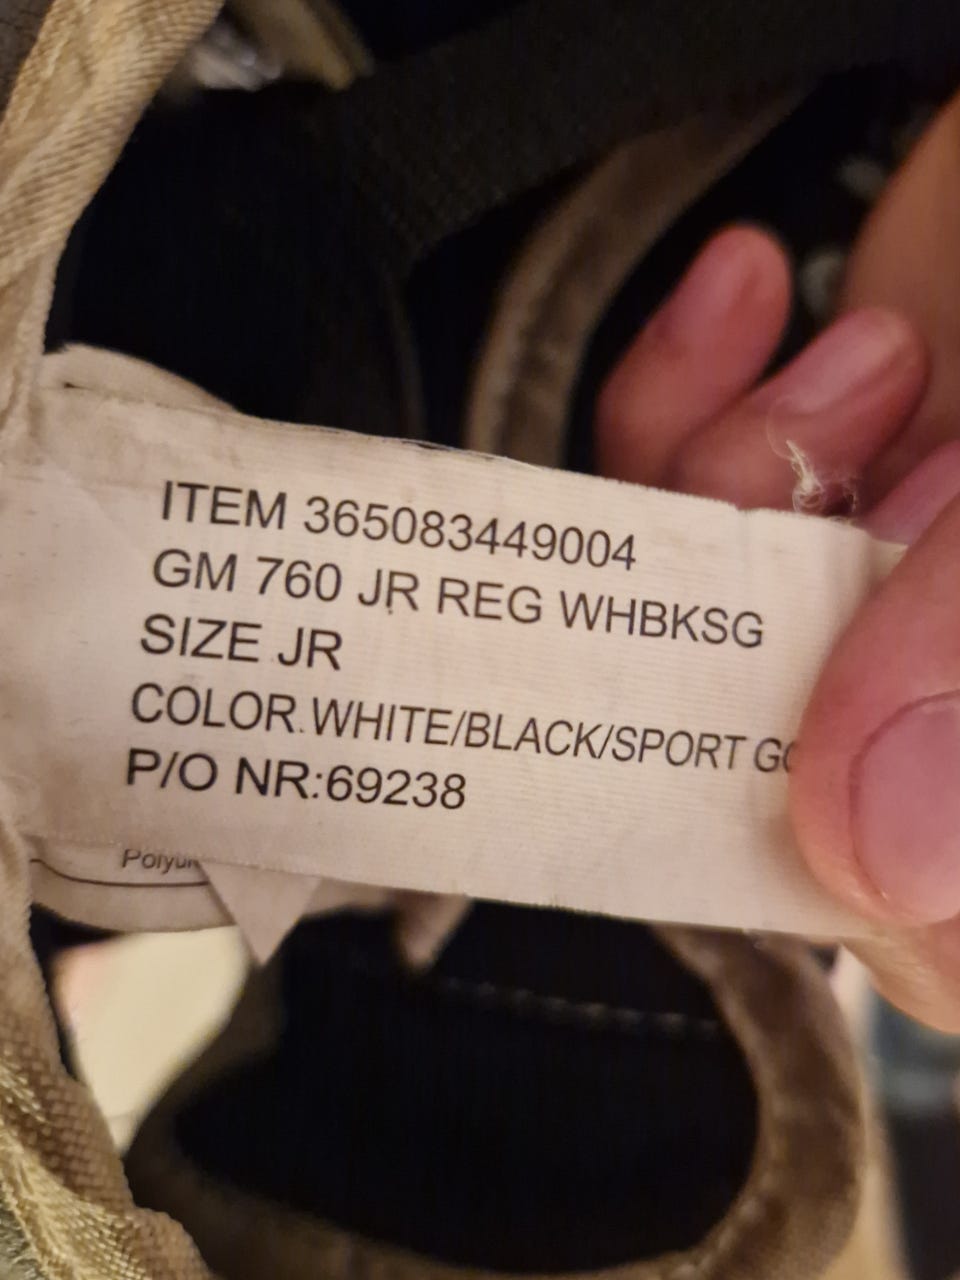 ITEM 365083449004
GM 760 JR REG WHBKSG
SIZE JR
COLOR.WHITE/BLACK/SPORT
P/O NR:69238